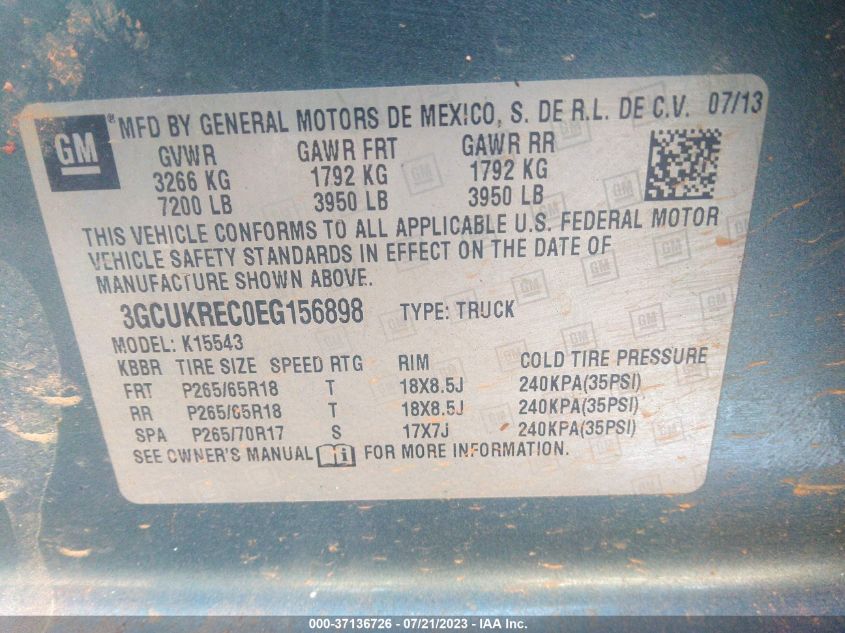 GM ® MFD BY GENERAL MOTORS DE MEXICO, S. DE R.L. DE C.V. 07/13
GVWR GAWR FRT GAWR RR
3266 KG 1792 KG 1792 KG
7200 LB 3950 LB 3950 LB
THIS VEHICLE CONFORMS TO ALL APPLICABLE U.S. FEDERAL MOTOR
VEHICLE SAFETY STANDARDS IN EFFECT ON THE DATE OF
MANUFACTURE SHOWN ABOVE.
3GCUKREC0EG156898 TYPE: TRUCK
MODEL: K15543
KBBR TIRE SIZE SPEED RTG RIM COLD TIRE PRESSURE
FRT P265/65R18 T 18X8.5J 240KPA(35PSI)
RR P265/65R18 T 18X8.5J 240KPA(35PSI)
SPA P265/70R17 S 17X7J 240KPA(35PSI)
SEE OWNER'S MANUAL i FOR MORE INFORMATION.
000-37136726 - 07/21/2023 - IAA Inc.